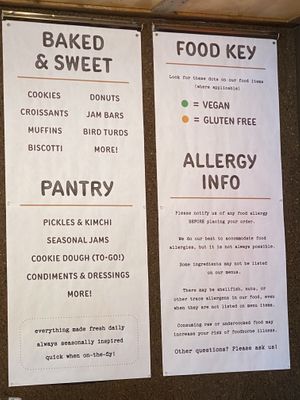 BAKED
& SWEET
COOKIES
CROISSANTS
MUFFINS
BISCOTTI
DONUTS
JAM BARS
BIRD TURDS
MORE!
PANTRY
PICKLES & KIMCHI
SEASONAL JAMS
COOKIE DOUGH (TO-GO!)
CONDIMENTS & DRESSINGS
MORE!
everything made fresh daily
always seasonally inspired
quick when on-the-fly!
FOOD KEY
Look for these dots on our food items
(where applicable)
= VEGAN
= GLUTEN FREE
ALLERGY
INFO
Please notify us of any food allergy
BEFORE placing your order.
We do our best to accommodate food
allergies, but it is not always possible.
Some ingredients may not be listed
on our menus.
There may be shellfish, nuts, or
other trace allergens in our food, even
when they are not listed on menu items.
Consuming raw or undercooked food may
increase your risk of foodborne illness.
Other questions? Please ask us!